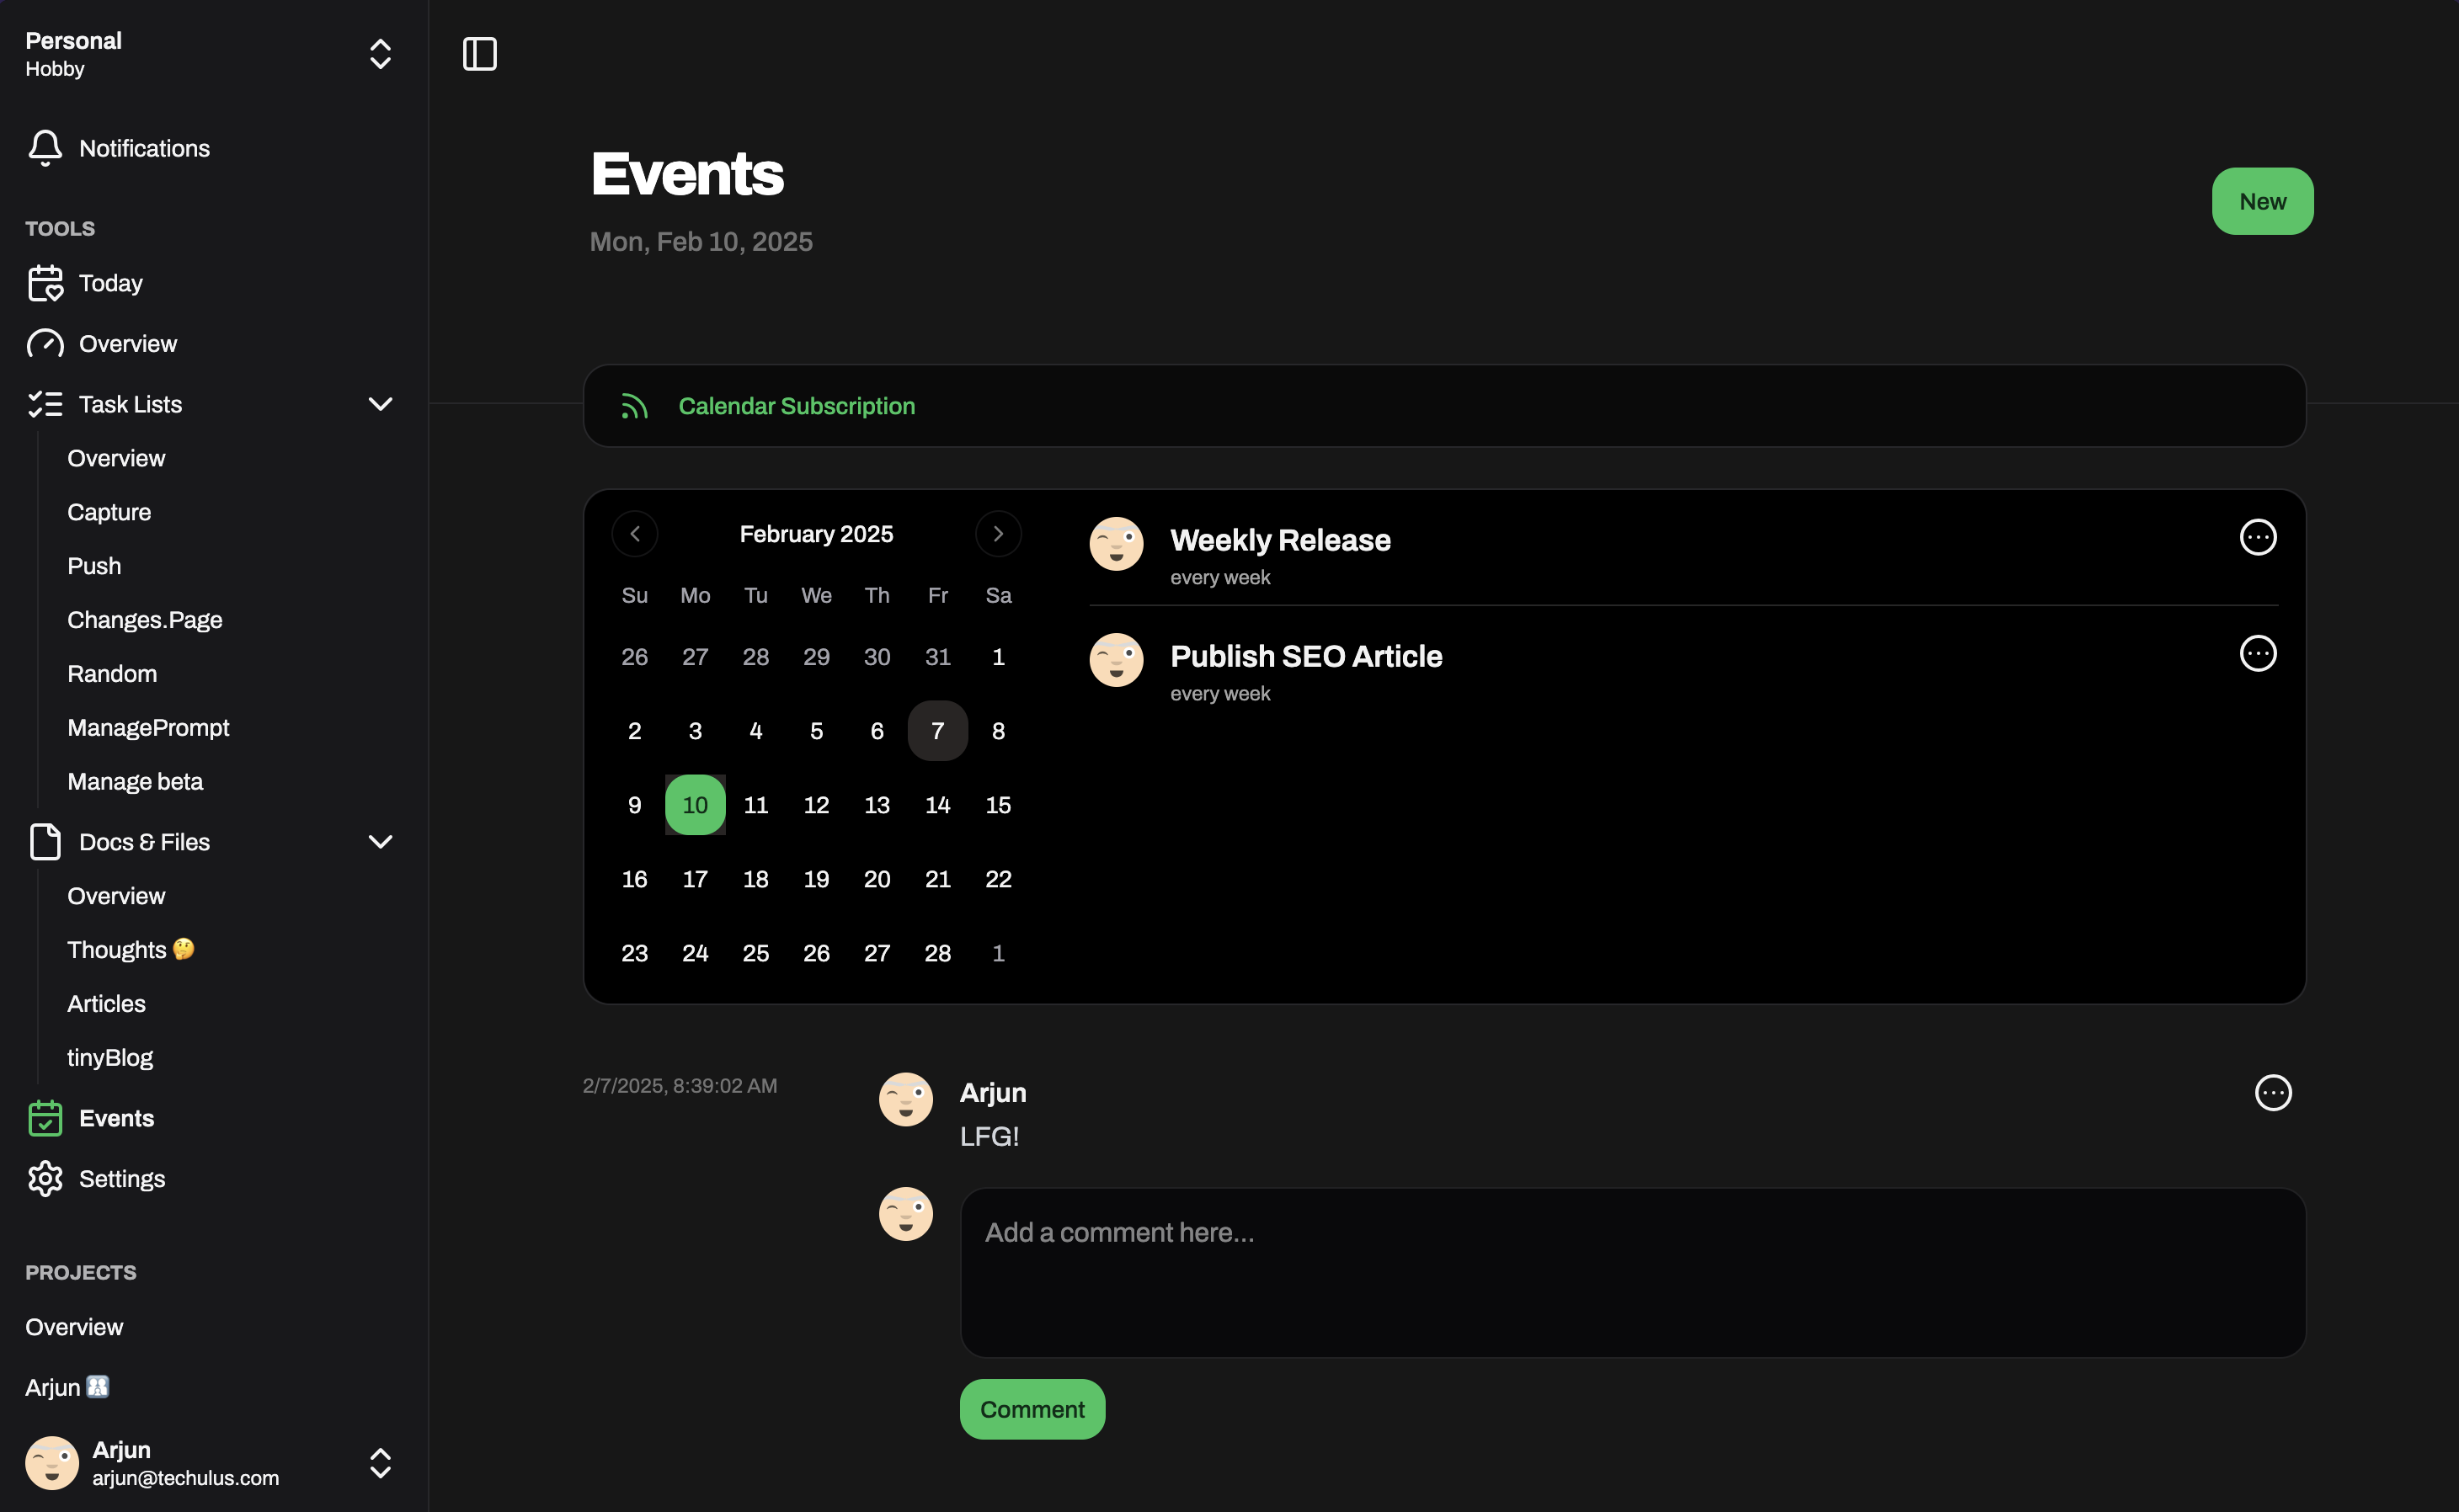 Personal
Hobby
Notifications
TOOLS
Today
Overview
Task Lists
Overview
Capture
Push
Changes.Page
Random
ManagePrompt
Manage beta
Docs & Files
Overview
Thoughts 🤔
Articles
tinyBlog
Events
Settings
PROJECTS
Overview
Arjun
Arjun
arjun@techulus.com
Events
Mon, Feb 10, 2025
New
Calendar Subscription
February 2025
Su Mo Tu We Th Fr Sa
26 27 28 29 30 31 1
2 3 4 5 6 7 8
9 10 11 12 13 14 15
16 17 18 19 20 21 22
23 24 25 26 27 28 1
Weekly Release
every week
Publish SEO Article
every week
2/7/2025, 8:39:02 AM
Arjun
LFG!
Add a comment here...
Comment